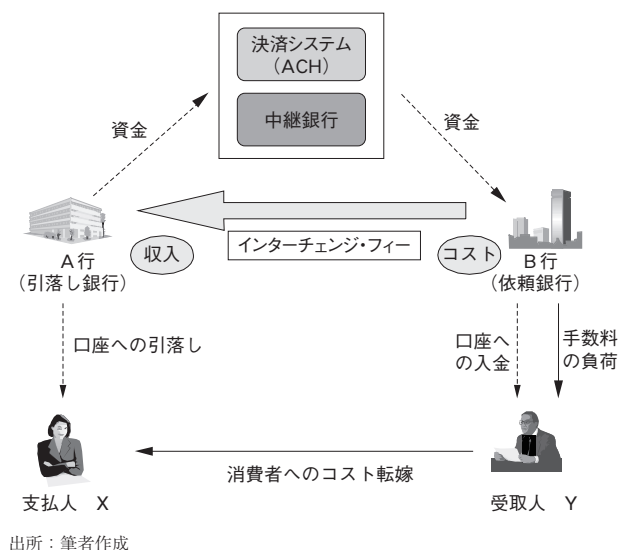 決済システム
（ACH）
中継銀行
資金
資金
A行
（引落し銀行）
収入
インターチェンジ・フィー
コスト
B行
（依頼銀行）
口座への引落し
口座へ
の入金
手数料
の負荷
消費者へのコスト転嫁
支払人　X
受取人　Y
出所：筆者作成